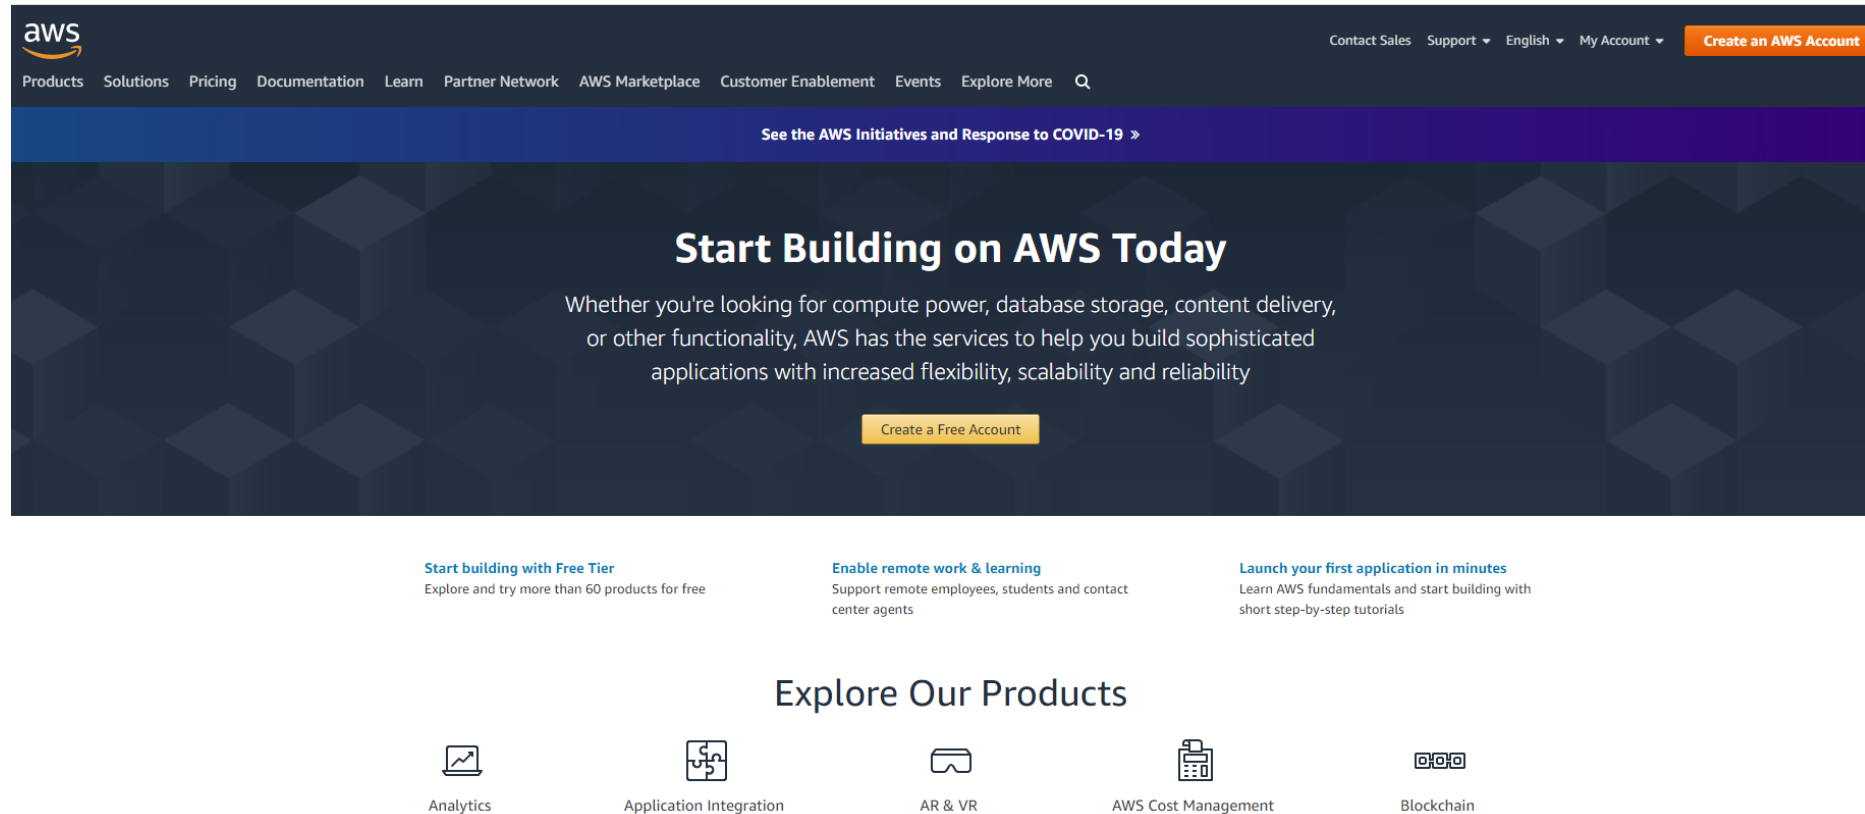 aws
Contact Sales Support English My Account Create an AWS Account
Products Solutions Pricing Documentation Learn Partner Network AWS Marketplace Customer Enablement Events Explore More
See the AWS Initiatives and Response to COVID-19 »
Start Building on AWS Today
Whether you're looking for compute power, database storage, content delivery,
or other functionality, AWS has the services to help you build sophisticated
applications with increased flexibility, scalability and reliability
Create a Free Account
Start building with Free Tier
Explore and try more than 60 products for free
Enable remote work & learning
Support remote employees, students and contact
center agents
Launch your first application in minutes
Learn AWS fundamentals and start building with
short step-by-step tutorials
Explore Our Products
Analytics
Application Integration
AR & VR
AWS Cost Management
Blockchain